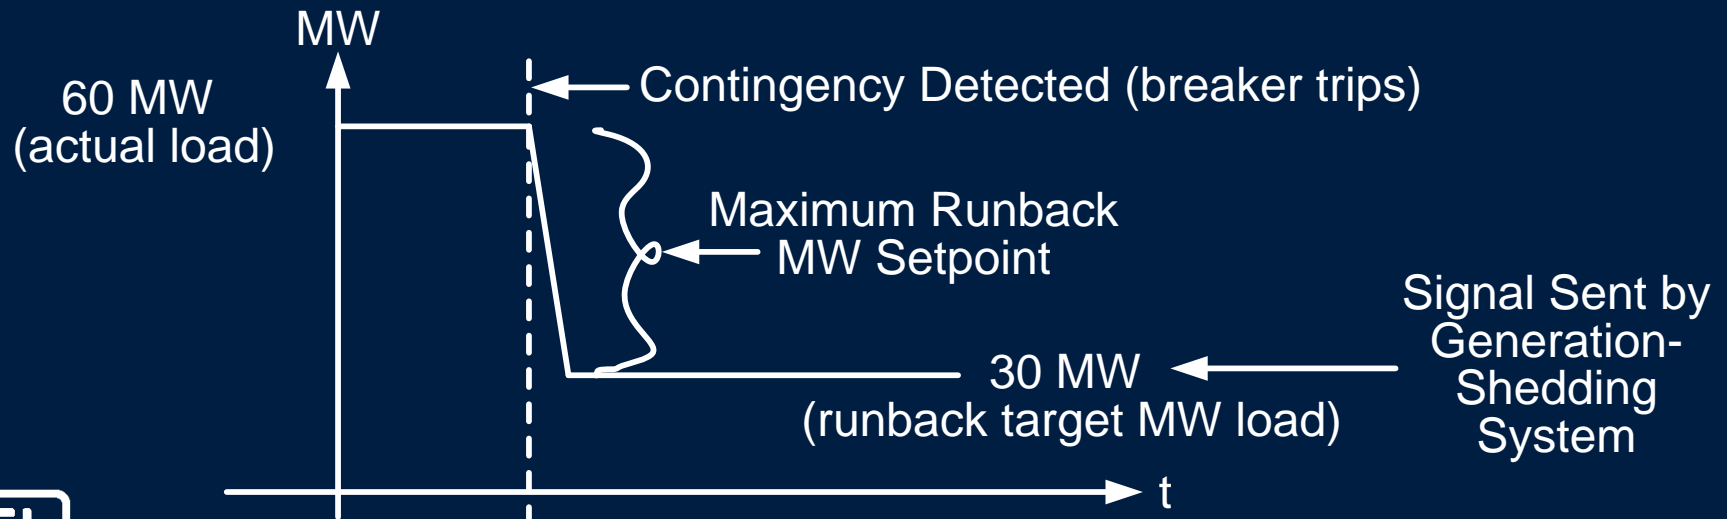 MW
60 MW
(actual load)
Contingency Detected (breaker trips)
Maximum Runback
MW Setpoint
Signal Sent by
Generation-
Shedding
System
30 MW
(runback target MW load)
t